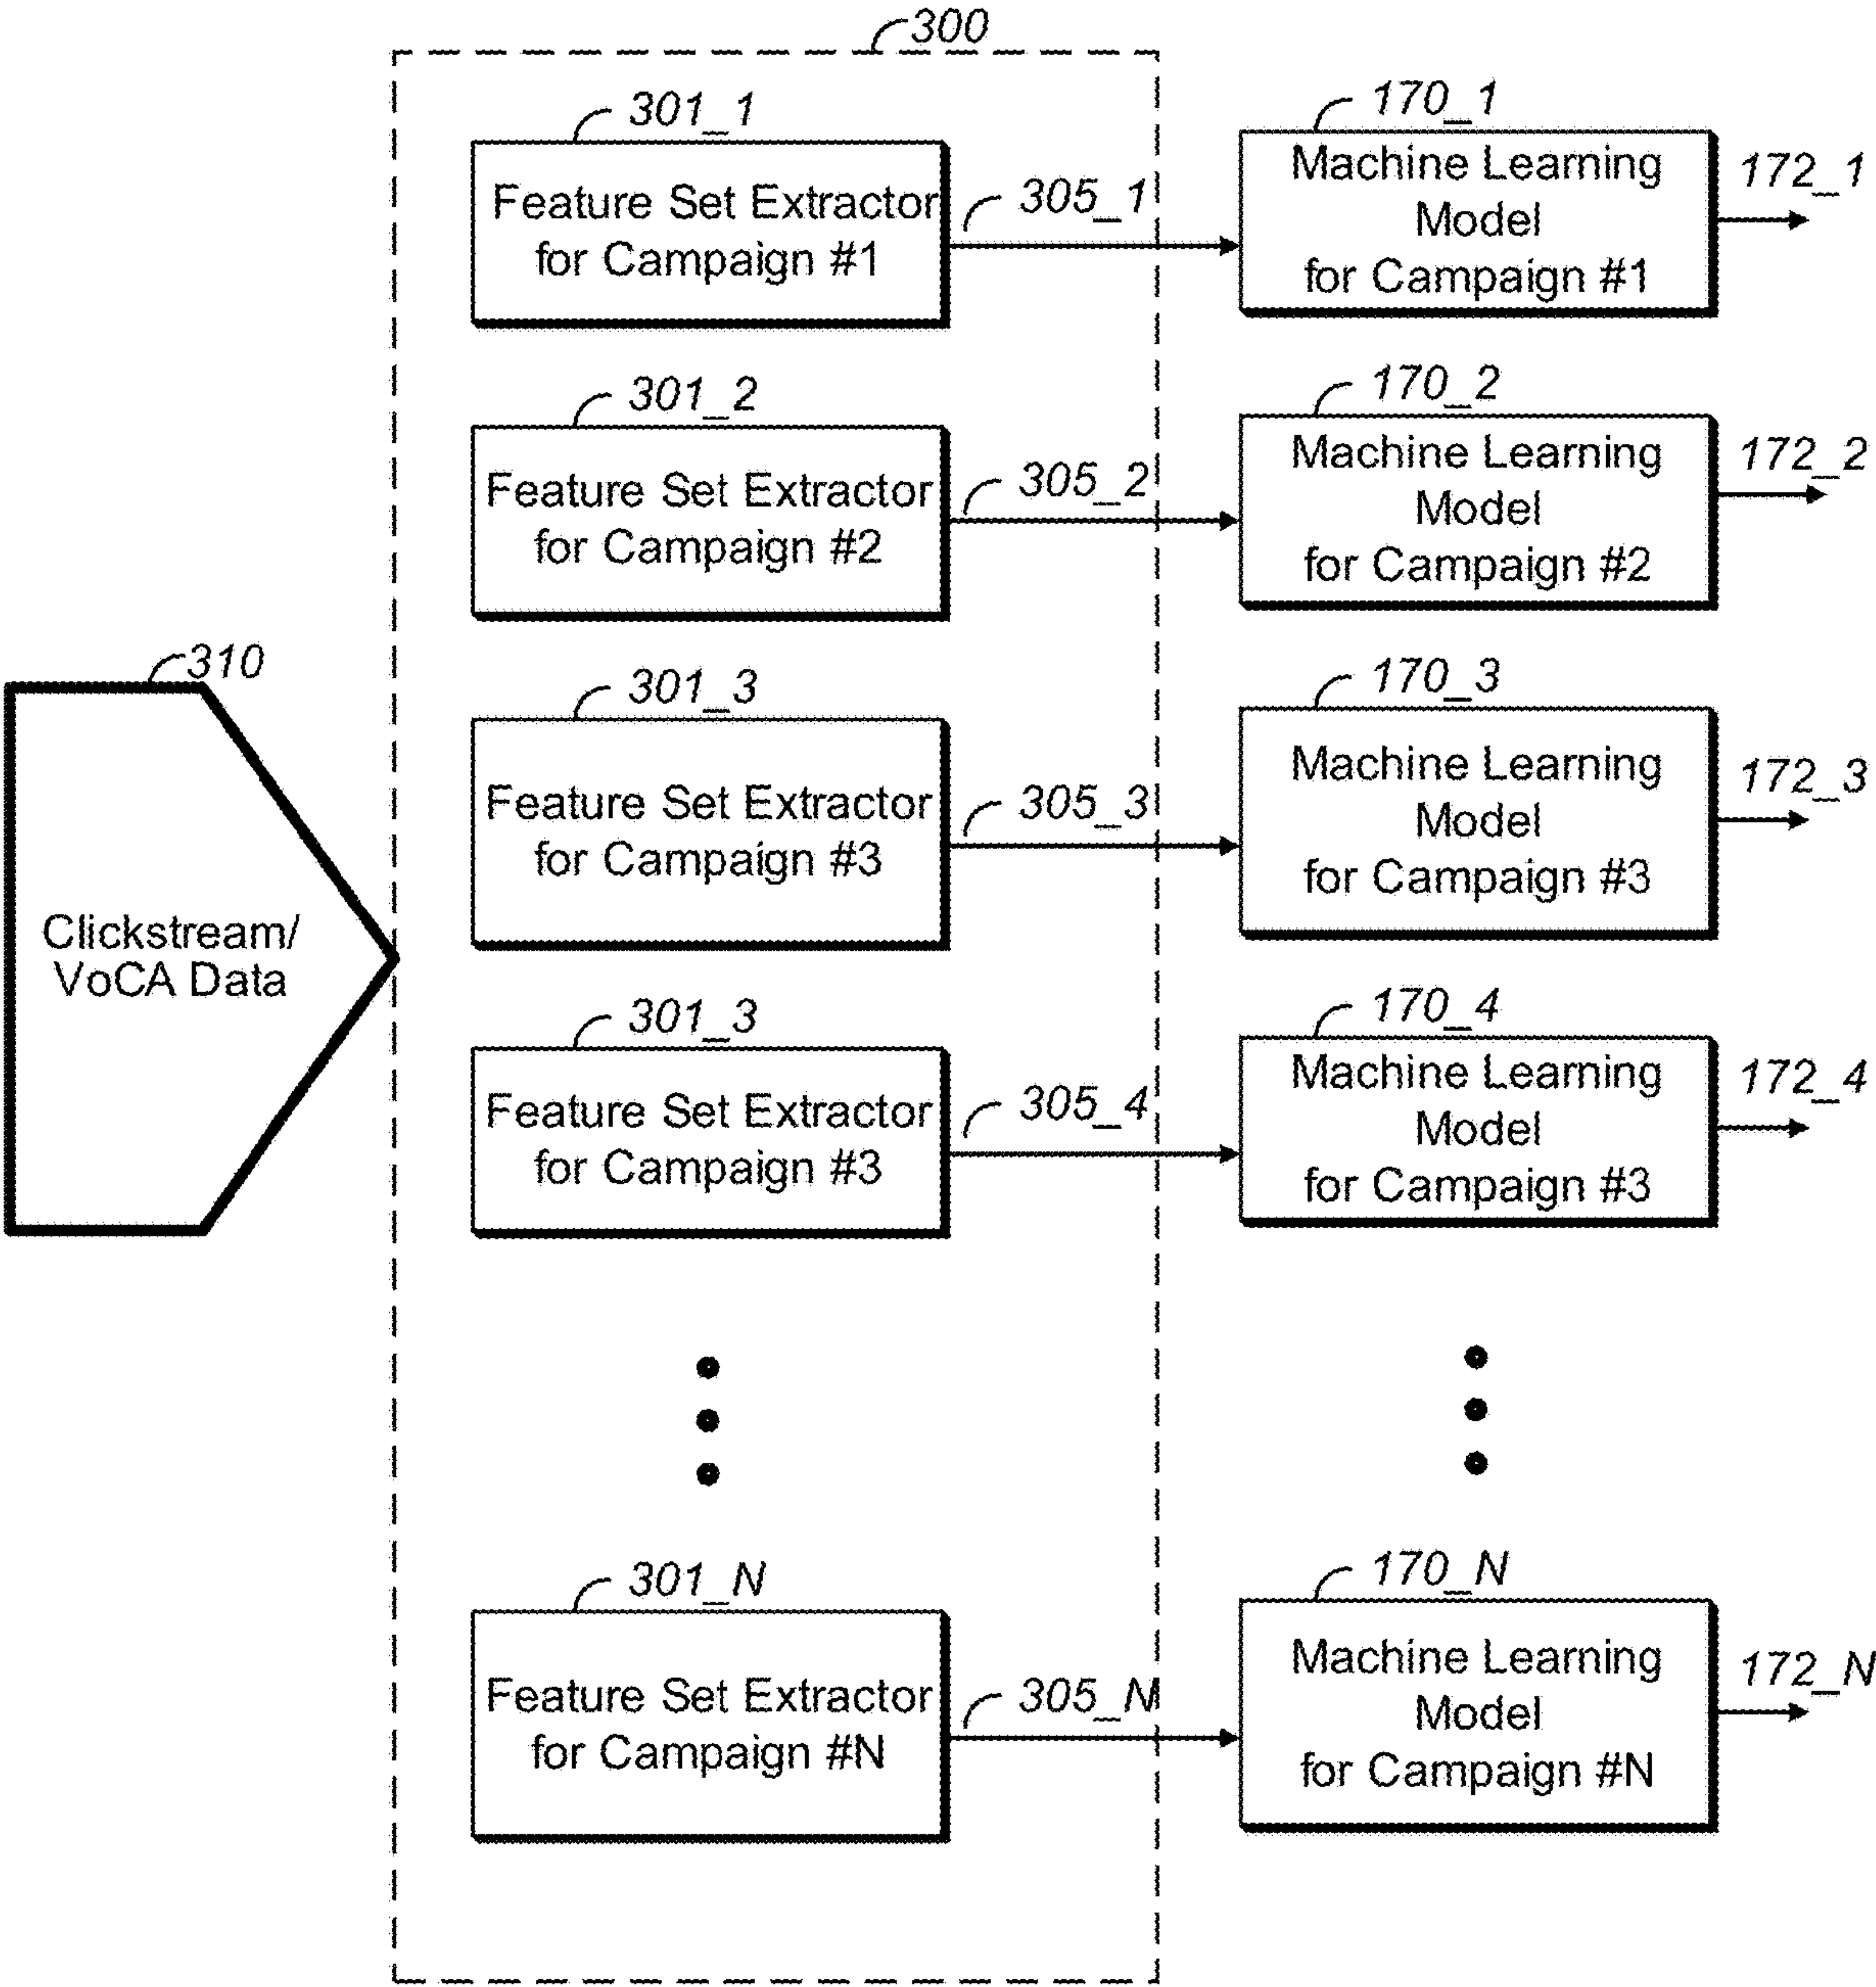 300
301_1
Feature Set Extractor
for Campaign #1
305_1
170_1
Machine Learning
Model
for Campaign #1
172_1
301_2
Feature Set Extractor
for Campaign #2
305_2
170_2
Machine Learning
Model
for Campaign #2
172_2
310
Clickstream/
VoCA Data
301_3
Feature Set Extractor
for Campaign #3
305_3
170_3
Machine Learning
Model
for Campaign #3
172_3
301_3
Feature Set Extractor
for Campaign #3
305_4
170_4
Machine Learning
Model
for Campaign #3
172_4
301_N
Feature Set Extractor
for Campaign #N
305_N
170_N
Machine Learning
Model
for Campaign #N
172_N